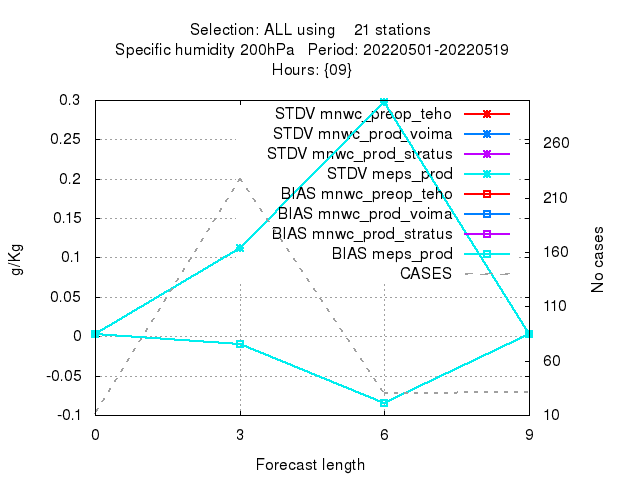 Selection: ALL using    21 stations
Specific humidity 200hPa   Period: 20220501-20220519
Hours: {09}
0.3
0.25
0.2
0.15
0.1
0.05
0
-0.05
-0.1
g/Kg
STDV mnwc_preop_teho
STDV mnwc_prod_voima
STDV mnwc_prod_stratus
STDV meps_prod
BIAS mnwc_preop_teho
BIAS mnwc_prod_voima
BIAS mnwc_prod_stratus
BIAS meps_prod
CASES
260
210
160
110
60
10
No cases
0 3 6 9
Forecast length